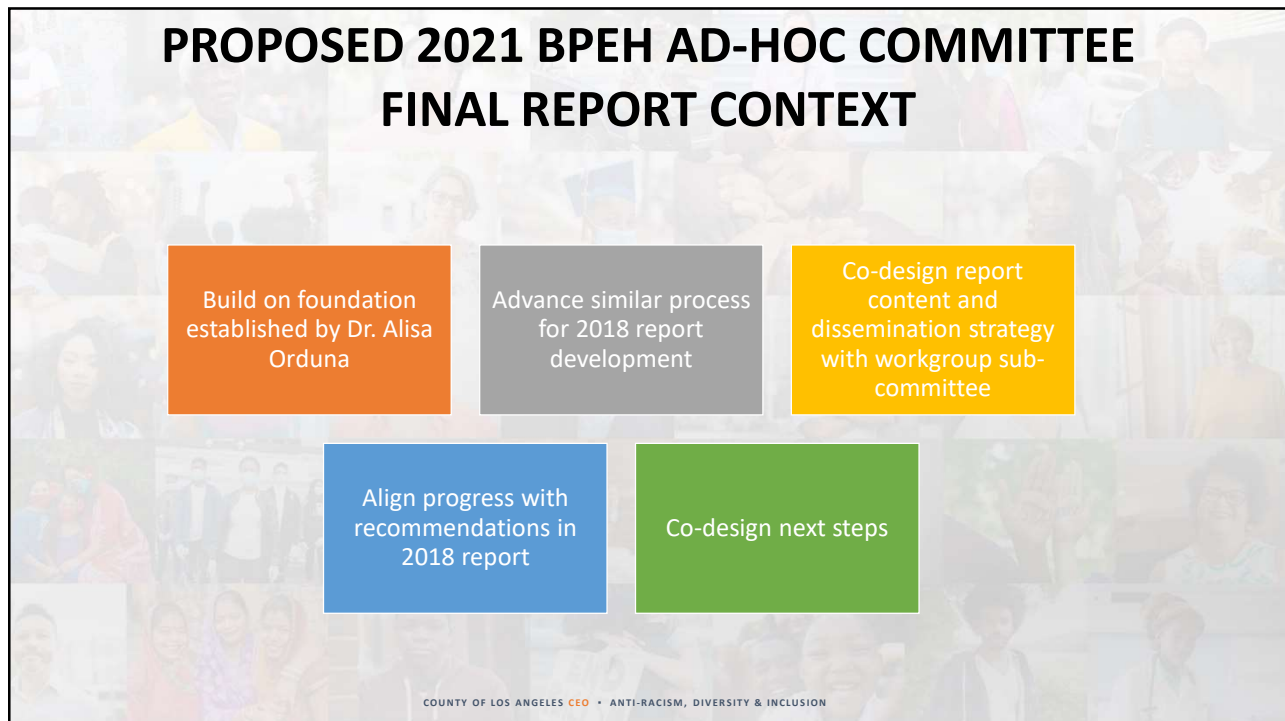 PROPOSED 2021 BPEH AD-HOC COMMITTEE
FINAL REPORT CONTEXT
Build on foundation
established by Dr. Alisa
Orduna
Advance similar process
for 2018 report
development
Co-design report
content and
dissemination strategy
with workgroup sub-
committee
Align progress with
recommendations in
2018 report
Co-design next steps
COUNTY OF LOS ANGELES CEO • ANTI-RACISM, DIVERSITY & INCLUSION